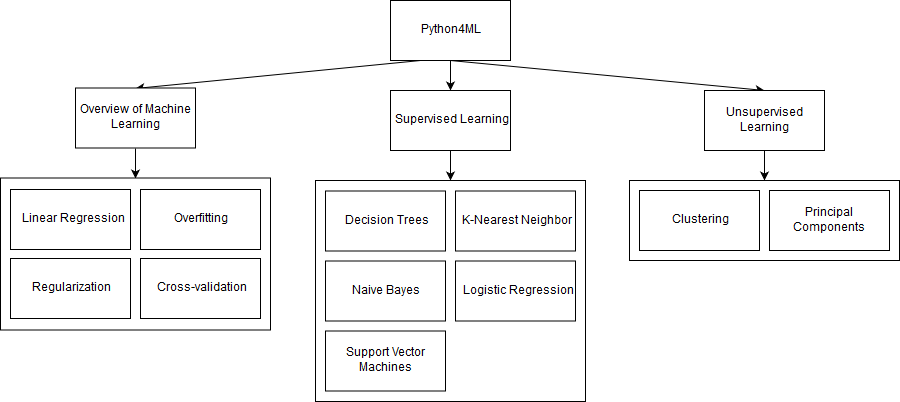 Python4ML
Overview of Machine
Learning
Supervised Learning
Unsupervised
Learning
Linear Regression
Overfitting
Regularization
Cross-validation
Decision Trees
K-Nearest Neighbor
Naive Bayes
Logistic Regression
Support Vector
Machines
Clustering
Principal
Components